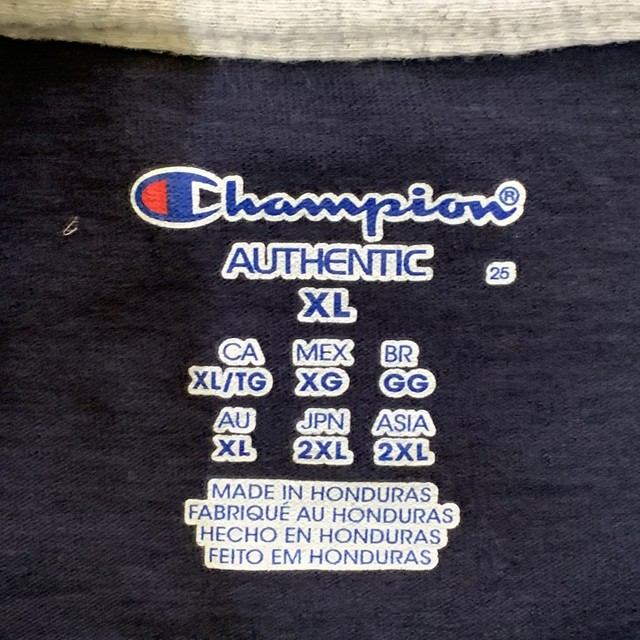 Champion®
AUTHENTIC
25
XL
CA MEX BR
XL/TG XG GG
AU JPN ASIA
XL 2XL 2XL
MADE IN HONDURAS
FABRIQUÉ AU HONDURAS
HECHO EN HONDURAS
FEITO EM HONDURAS